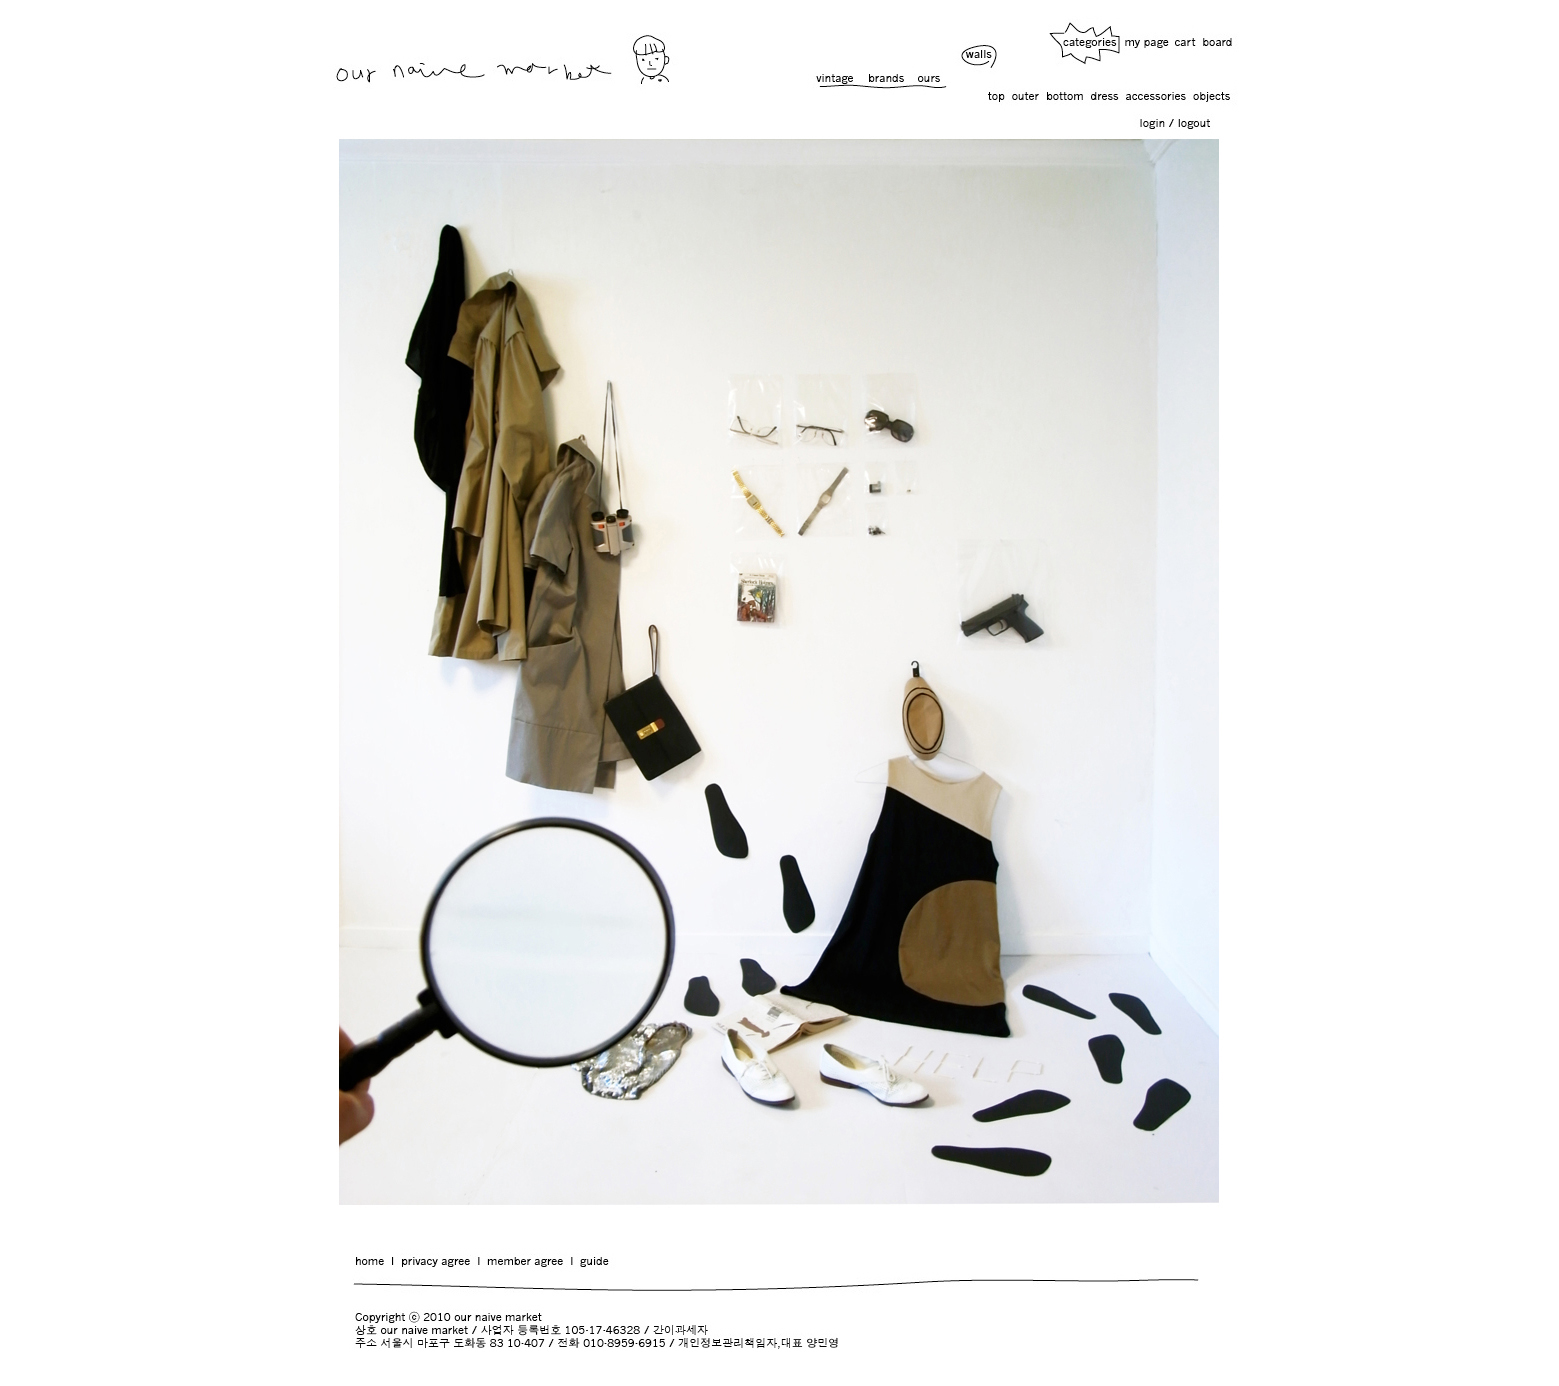 our naive market
walls
categories my page cart board
vintage brands ours
top outer bottom dress accessories objects
login / logout
HELP
home | privacy agree | member agree | guide
Copyright ⓒ 2010 our naive market
상호 our naive market / 사업자 등록번호 105-17-46328 / 간이과세자
주소 서울시 마포구 도화동 83 10-407 / 전화 010-8959-6915 / 개인정보관리책임자,대표 양민영